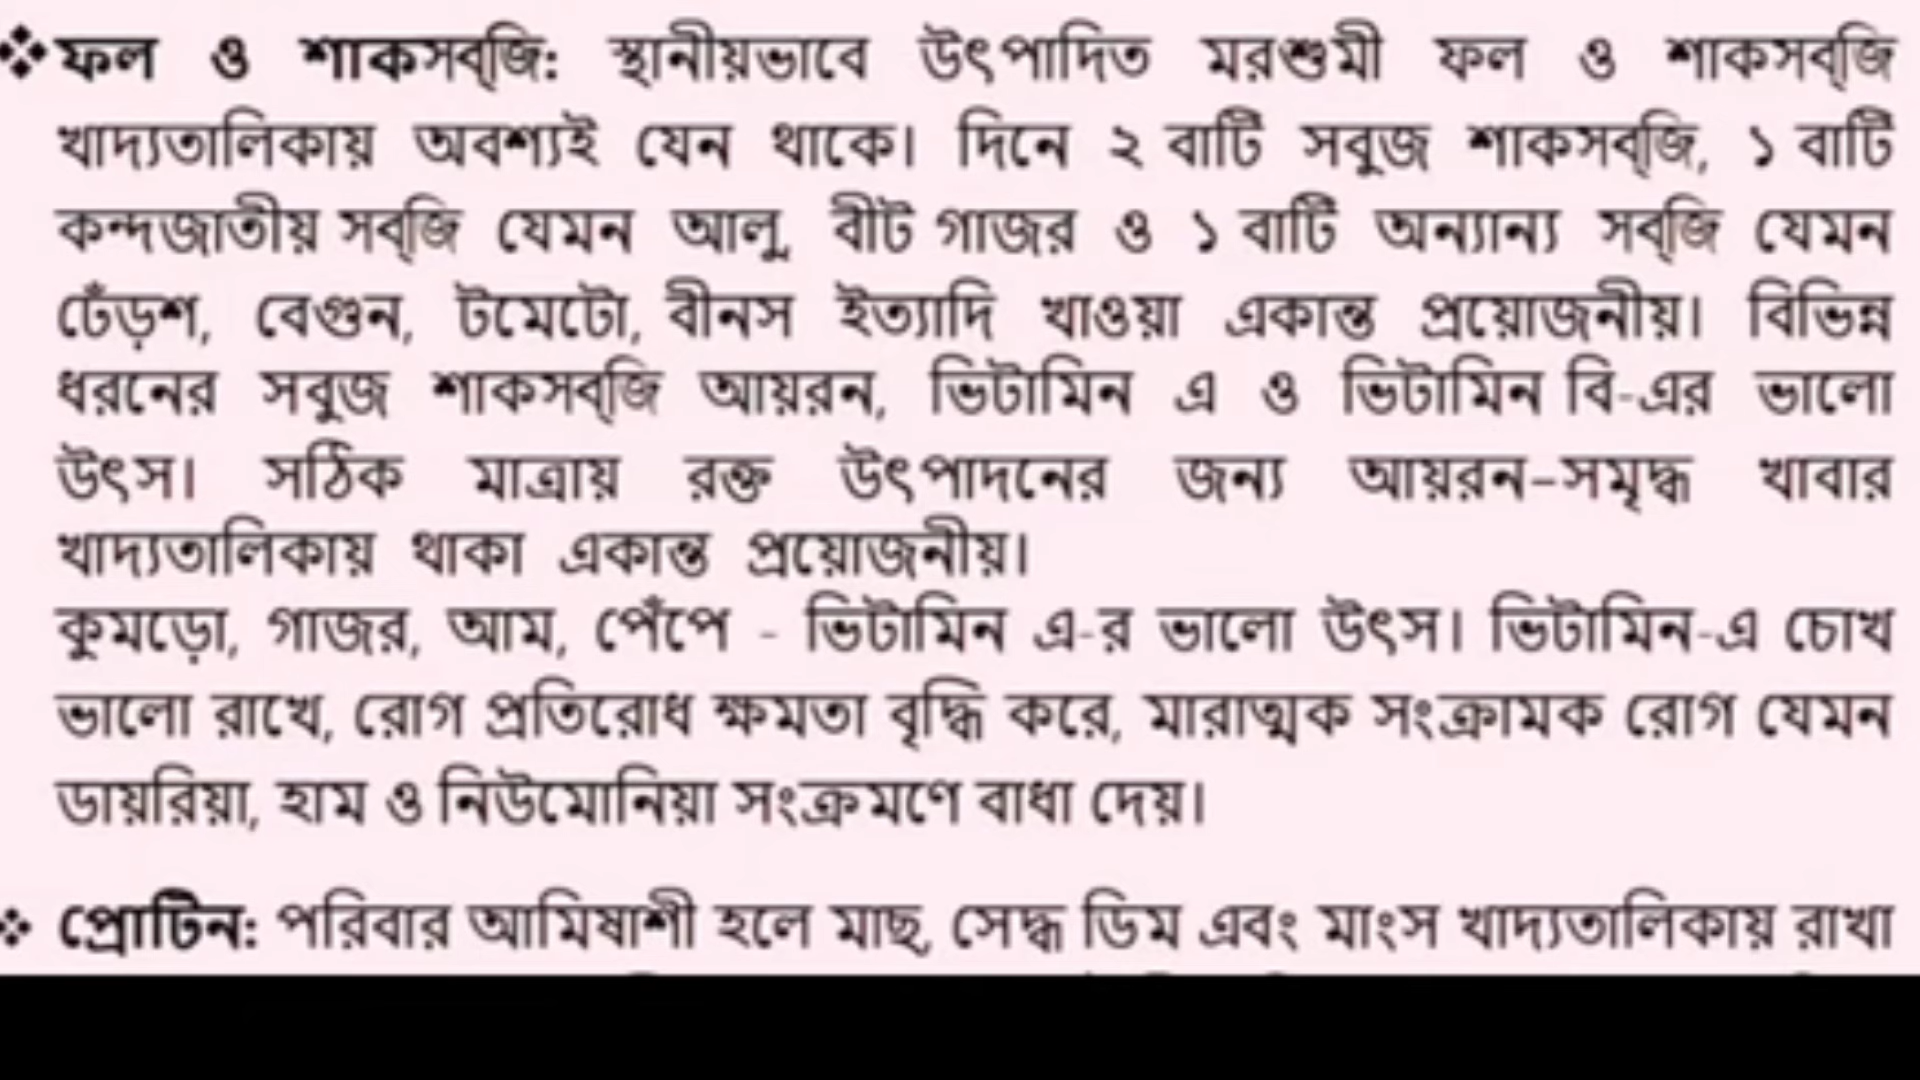 ❖ফল ও শাকসব্জি: স্থানীয়ভাবে উৎপাদিত মরশুমী ফল ও শাকসব্জি
খাদ্যতালিকায় অবশ্যই যেন থাকে। দিনে ২ বাটি সবুজ শাকসব্জি, ১ বাটি
কন্দজাতীয় সব্জি যেমন আলু, বীট গাজর ও ১ বাটি অন্যান্য সব্জি যেমন
ঢেঁড়শ, বেগুন, টমেটো, বীনস ইত্যাদি খাওয়া একান্ত প্রয়োজনীয়। বিভিন্ন
ধরনের সবুজ শাকসব্জি আয়রন, ভিটামিন এ ও ভিটামিন বি-এর ভালো
উৎস। সঠিক মাত্রায় রক্ত উৎপাদনের জন্য আয়রন–সমৃদ্ধ খাবার
খাদ্যতালিকায় থাকা একান্ত প্রয়োজনীয়।
কুমড়ো, গাজর, আম, পেঁপে - ভিটামিন এ-র ভালো উৎস। ভিটামিন-এ চোখ
ভালো রাখে, রোগ প্রতিরোধ ক্ষমতা বৃদ্ধি করে, মারাত্মক সংক্রামক রোগ যেমন
ডায়রিয়া, হাম ও নিউমোনিয়া সংক্রমণে বাধা দেয়।
❖ প্রোটিন: পরিবার আমিষাশী হলে মাছ, সেদ্ধ ডিম এবং মাংস খাদ্যতালিকায় রাখা